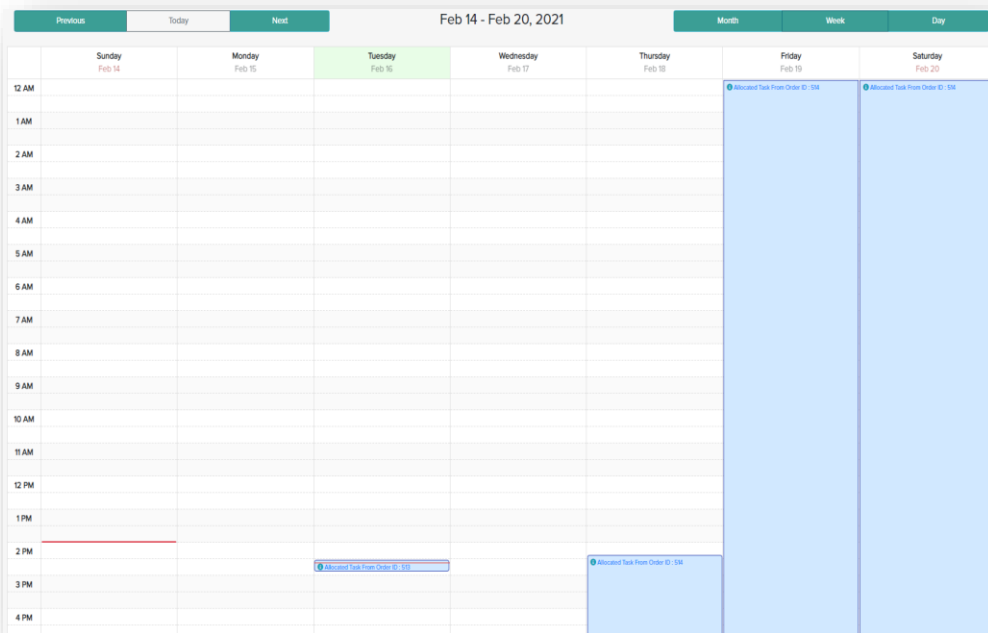 Previous Today Next Feb 14 - Feb 20, 2021 Month Week Day
Sunday Monday Tuesday Wednesday Thursday Friday Saturday
Feb 14 Feb 15 Feb 16 Feb 17 Feb 18 Feb 19 Feb 20
12 AM Allocated Task From Order ID : 514 Allocated Task From Order ID : 514
1 AM
2 AM
3 AM
4 AM
5 AM
6 AM
7 AM
8 AM
9 AM
10 AM
11 AM
12 PM
1 PM
2 PM
Allocated Task From Order ID : 514
Allocated Task From Order ID : 513
3 PM
4 PM